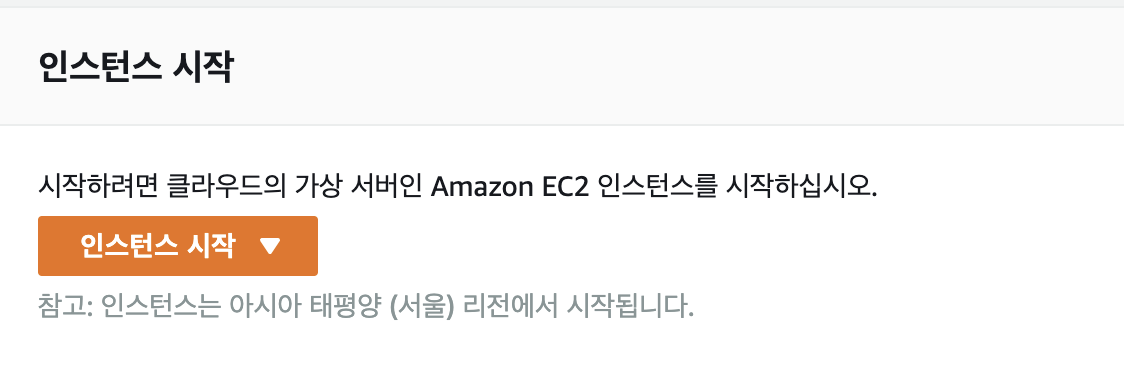 인스턴스 시작
시작하려면 클라우드의 가상 서버인 Amazon EC2 인스턴스를 시작하십시오.
인스턴스 시작 ▼
참고: 인스턴스는 아시아 태평양 (서울) 리전에서 시작됩니다.